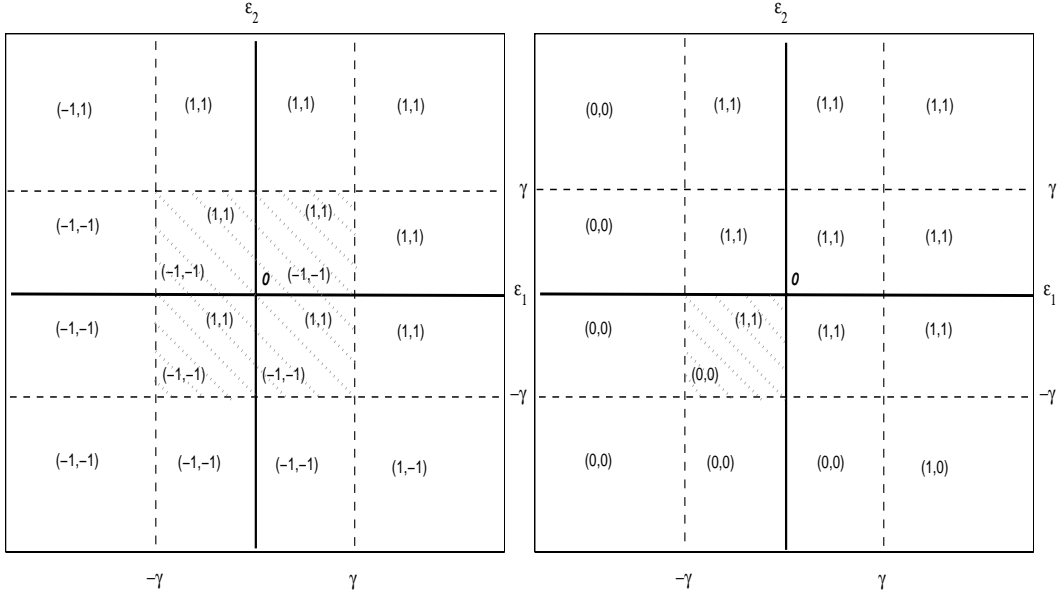 ε2 ε2
(−1,1) (1,1) (1,1) (1,1) (0,0) (1,1) (1,1) (1,1)
γ γ
(1,1) (1,1)
(−1,−1) (1,1) (0,0) (1,1) (1,1) (1,1)
(−1,−1) 0 (−1,−1) 0
ε1 ε1
(−1,−1) (1,1) (1,1) (1,1) (0,0) (1,1) (1,1) (1,1)
(−1,−1) (−1,−1) (0,0)
−γ −γ
(−1,−1) (−1,−1) (−1,−1) (1,−1) (0,0) (0,0) (0,0) (1,0)
−γ γ −γ γ